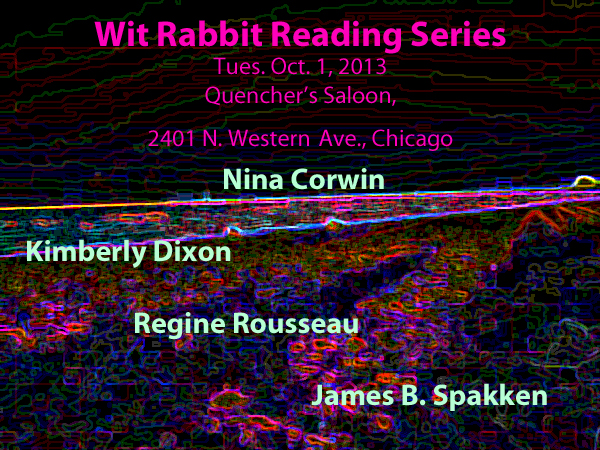 Wit Rabbit Reading Series
Tues. Oct. 1, 2013
Quencher's Saloon,
2401 N. Western Ave., Chicago
Nina Corwin
Kimberly Dixon
Regine Rousseau
James B. Spakken